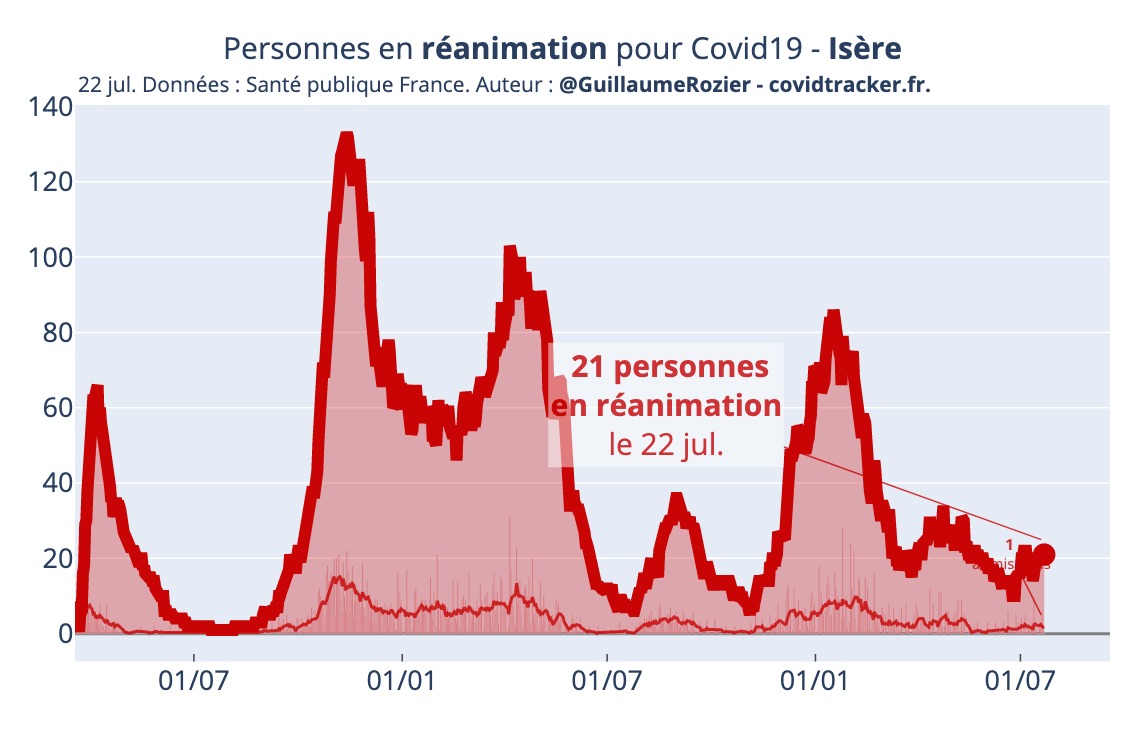 Personnes en réanimation pour Covid19 - Isère
22 jul. Données : Santé publique France. Auteur : @GuillaumeRozier - covidtracker.fr.
140
120
100
80
60
40
20
0
21 personnes
en réanimation
le 22 jul.
1
01/07
01/01
01/07
01/01
01/07